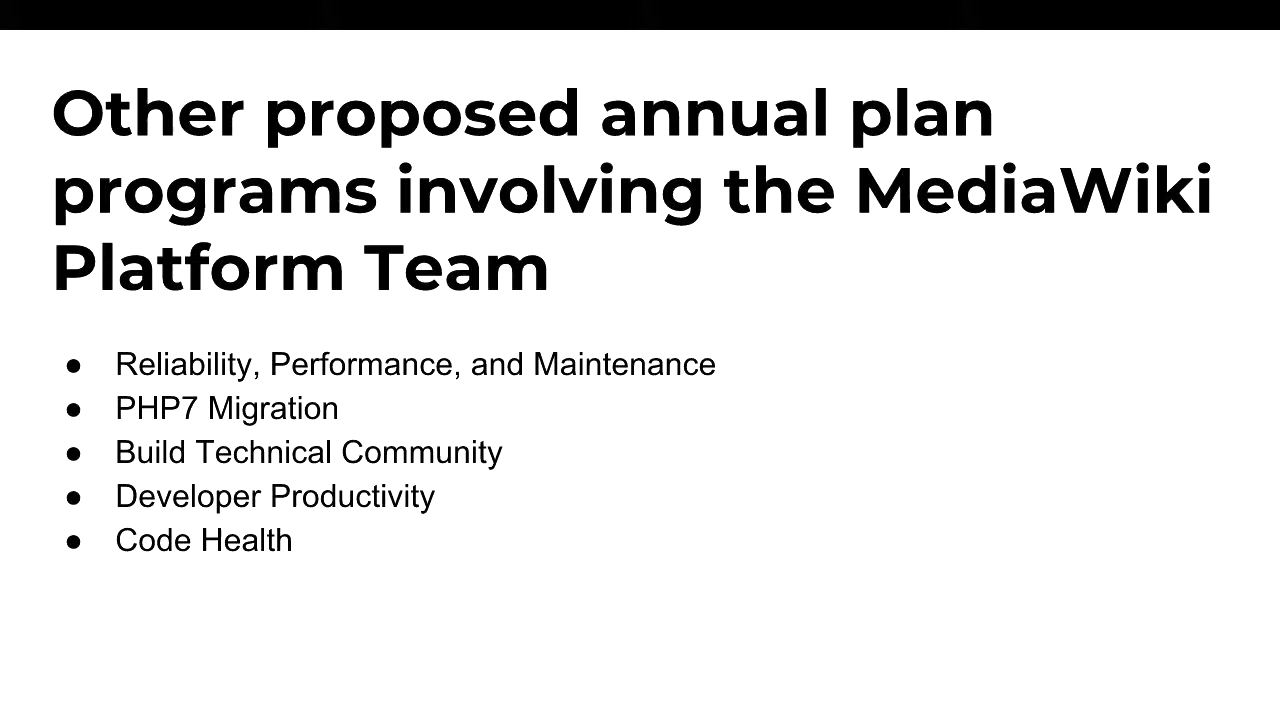 Other proposed annual plan
programs involving the MediaWiki
Platform Team
● Reliability, Performance, and Maintenance
● PHP7 Migration
● Build Technical Community
● Developer Productivity
● Code Health